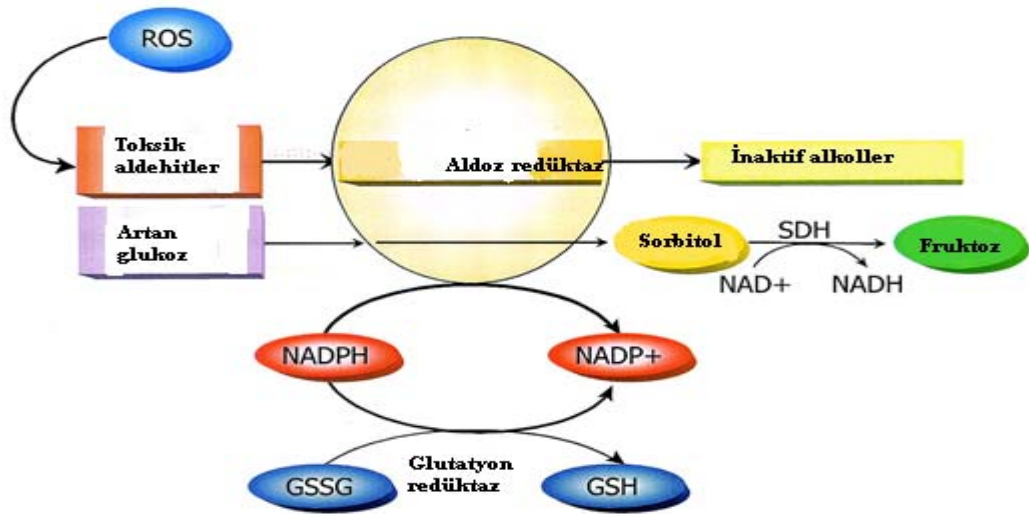 ROS
Toksik
aldehitler
Aldoz redüktaz
İnaktif alkoller
Artan
glukoz
Sorbitol
SDH
Fruktoz
NAD+
NADH
NADPH
NADP+
Glutatyon
redüktaz
GSSG
GSH